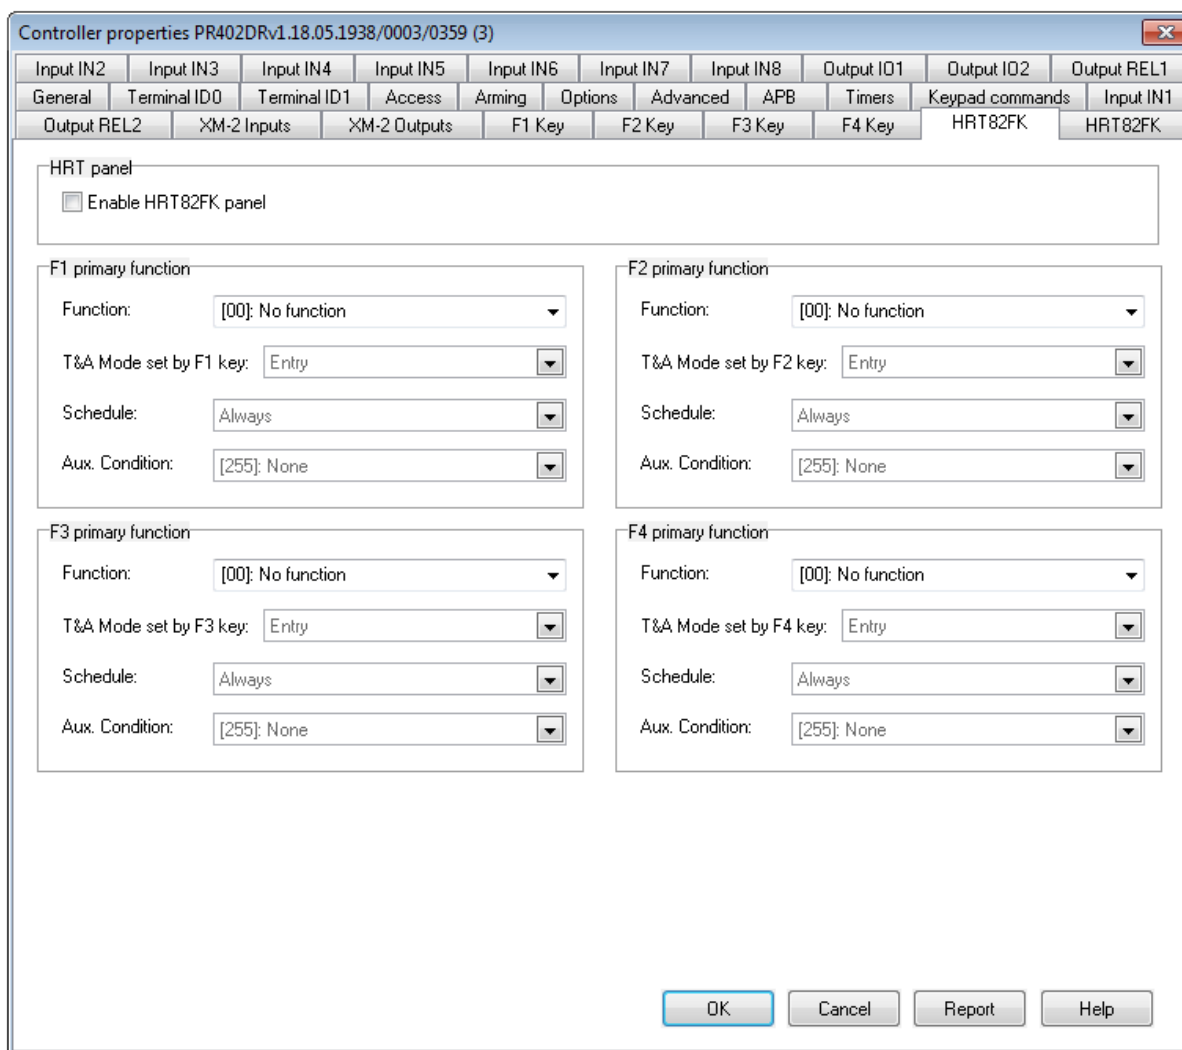 Controller properties PR402DRv1.18.05.1938/0003/0359 (3)
Input IN2 Input IN3 Input IN4 Input IN5 Input IN6 Input IN7 Input IN8 Output IO1 Output IO2 Output REL1
General Terminal ID0 Terminal ID1 Access Arming Options Advanced APB Timers Keypad commands Input IN1
Output REL2 XM-2 Inputs XM-2 Outputs F1 Key F2 Key F3 Key F4 Key HRT82FK HRT82FK
HRT panel
Enable HRT82FK panel
F1 primary function
Function: [00]: No function
T&A Mode set by F1 key: Entry
Schedule: Always
Aux. Condition: [255]: None
F2 primary function
Function: [00]: No function
T&A Mode set by F2 key: Entry
Schedule: Always
Aux. Condition: [255]: None
F3 primary function
Function: [00]: No function
T&A Mode set by F3 key: Entry
Schedule: Always
Aux. Condition: [255]: None
F4 primary function
Function: [00]: No function
T&A Mode set by F4 key: Entry
Schedule: Always
Aux. Condition: [255]: None
OK Cancel Report Help